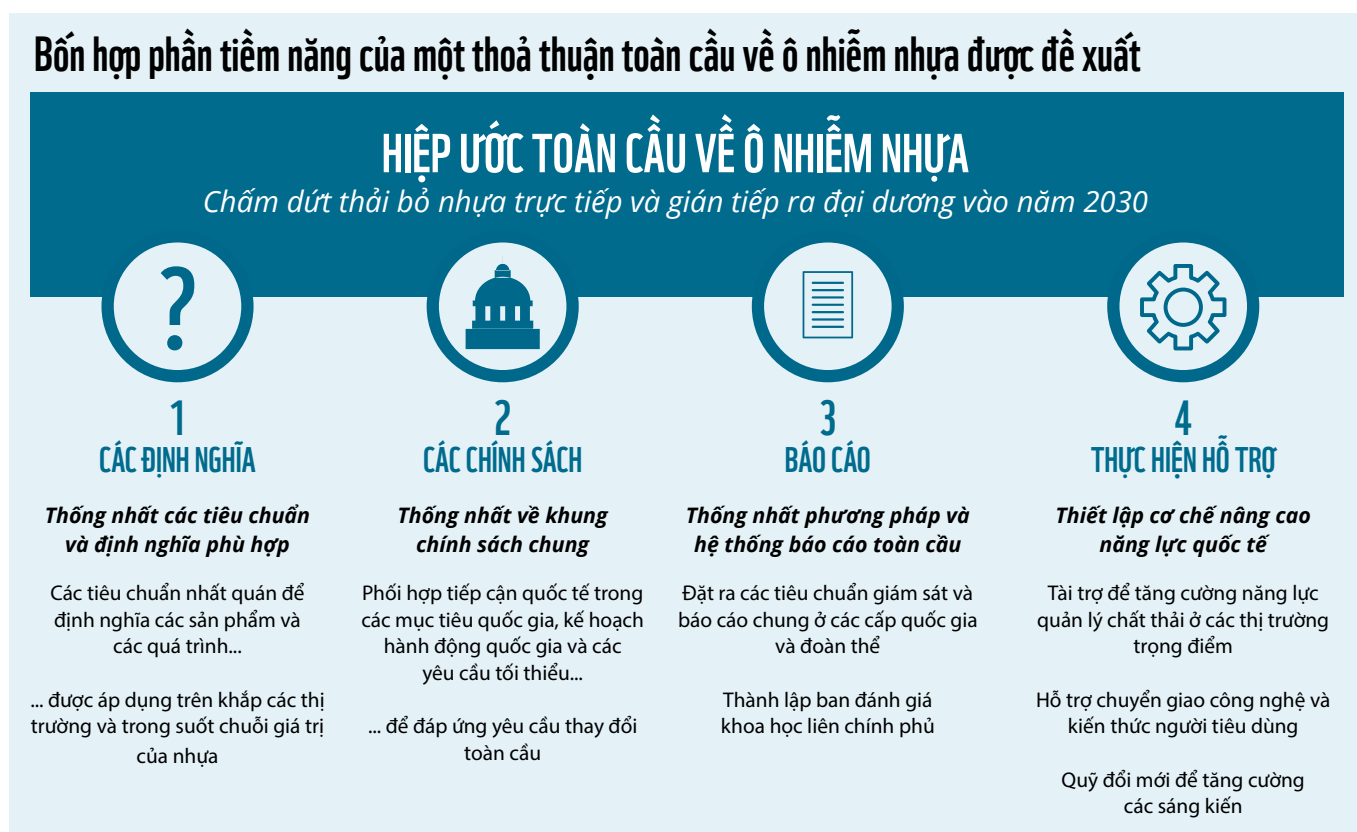 Bốn hợp phần tiềm năng của một thoả thuận toàn cầu về ô nhiễm nhựa được đề xuất
HIỆP ƯỚC TOÀN CẦU VỀ Ô NHIỄM NHỰA
Chấm dứt thải bỏ nhựa trực tiếp và gián tiếp ra đại dương vào năm 2030
?
1
CÁC ĐỊNH NGHĨA
Thống nhất các tiêu chuẩn
và định nghĩa phù hợp
Các tiêu chuẩn nhất quán để
định nghĩa các sản phẩm và
các quá trình...
... được áp dụng trên khắp các thị
trường và trong suốt chuỗi giá trị
của nhựa
2
CÁC CHÍNH SÁCH
Thống nhất về khung
chính sách chung
Phối hợp tiếp cận quốc tế trong
các mục tiêu quốc gia, kế hoạch
hành động quốc gia và các
yêu cầu tối thiểu...
... để đáp ứng yêu cầu thay đổi
toàn cầu
3
BÁO CÁO
Thống nhất phương pháp và
hệ thống báo cáo toàn cầu
Đặt ra các tiêu chuẩn giám sát và
báo cáo chung ở các cấp quốc gia
và đoàn thể
Thành lập ban đánh giá
khoa học liên chính phủ
4
THỰC HIỆN HỖ TRỢ
Thiết lập cơ chế nâng cao
năng lực quốc tế
Tài trợ để tăng cường năng lực
quản lý chất thải ở các thị trường
trọng điểm
Hỗ trợ chuyển giao công nghệ và
kiến thức người tiêu dùng
Quỹ đổi mới để tăng cường
các sáng kiến